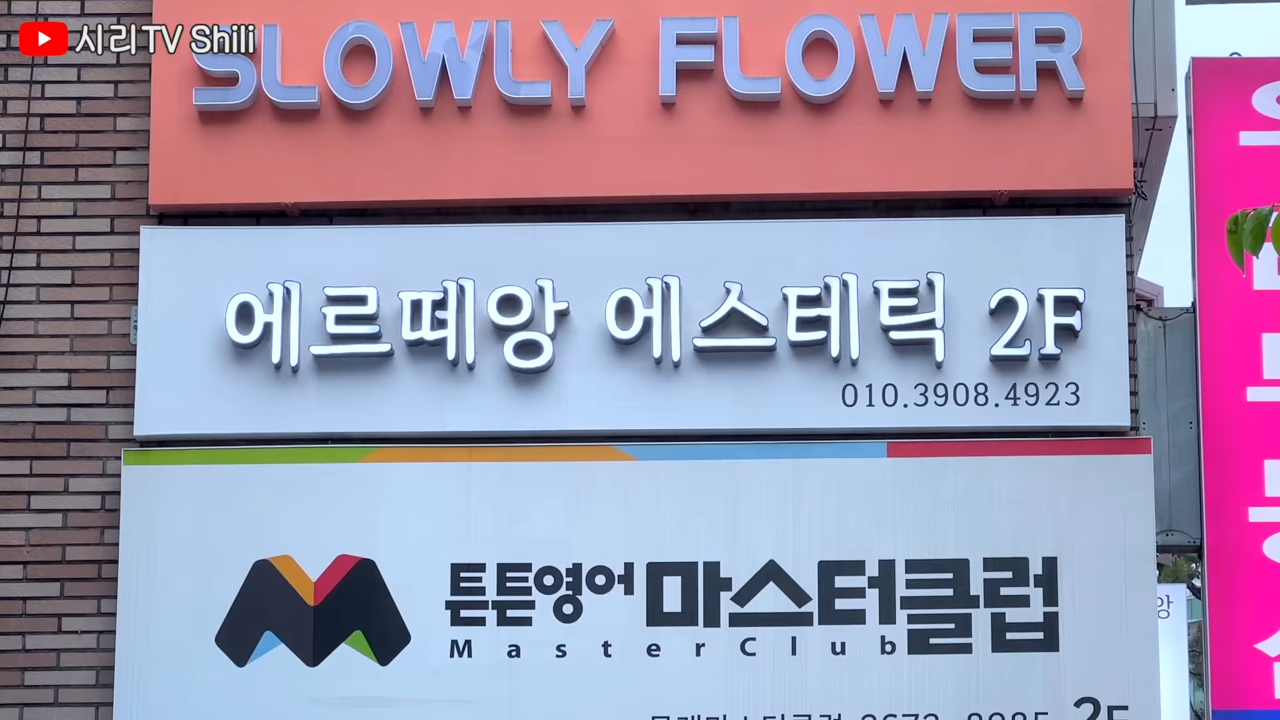 시리TV Shili
SLOWLY FLOWER
에르떼앙 에스테틱 2F
010.3908.4923
튼튼영어 마스터클럽
MasterClub
2F